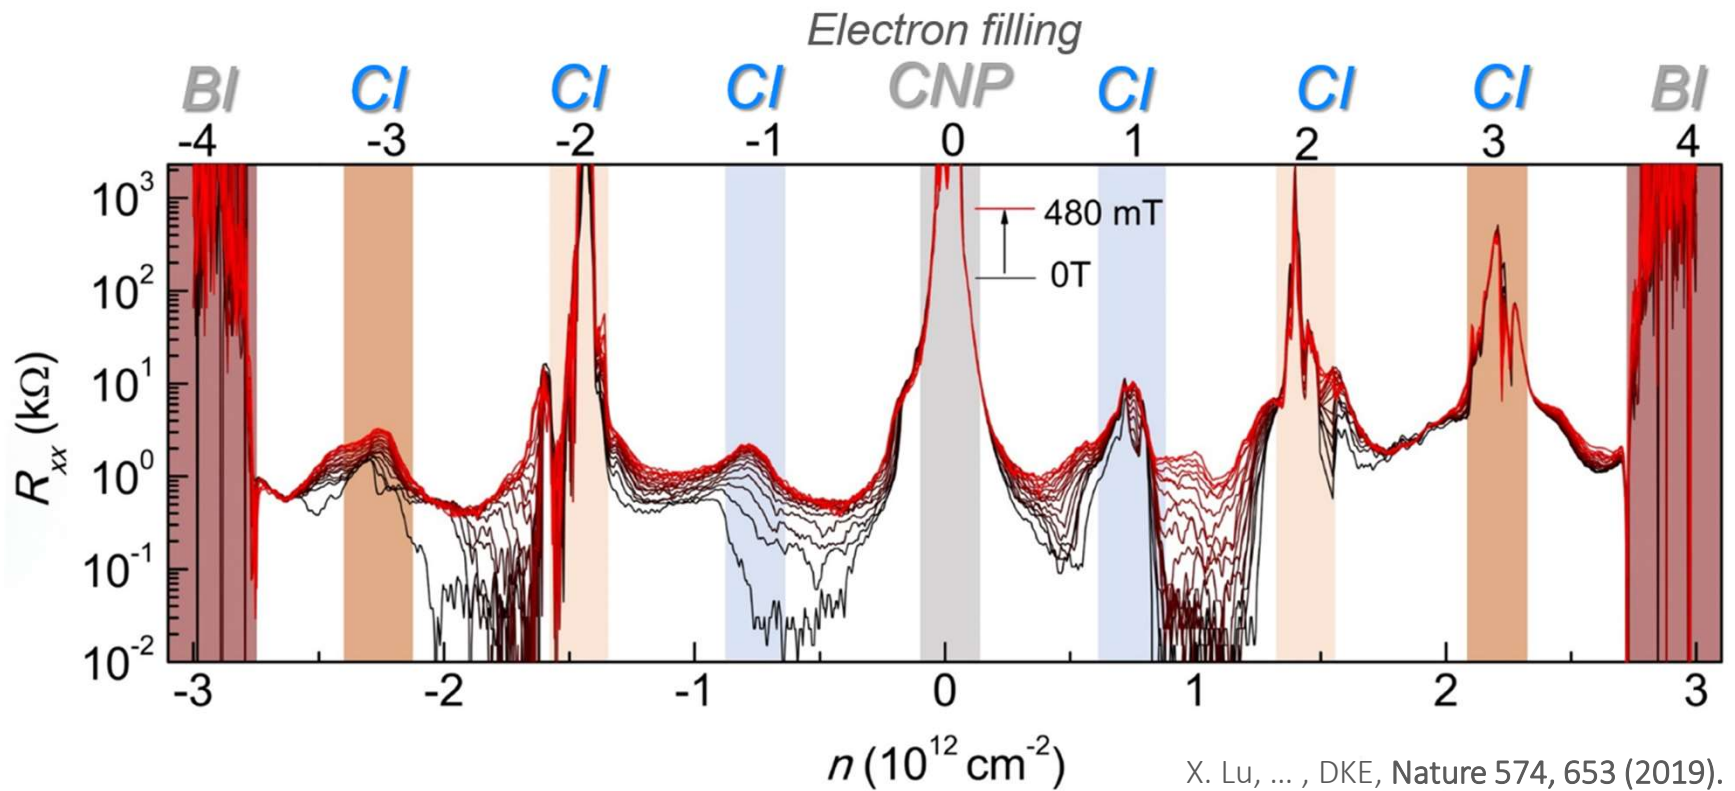 Electron filling
BI CI CI CI CNP CI CI CI BI
-4 -3 -2 -1 0 1 2 3 4
10³
10²
10¹
10⁰
10⁻¹
10⁻²
Rxx (kΩ)
480 mT
0T
-3 -2 -1 0 1 2 3
n (10¹² cm⁻²)
X. Lu, ... , DKE, Nature 574, 653 (2019).